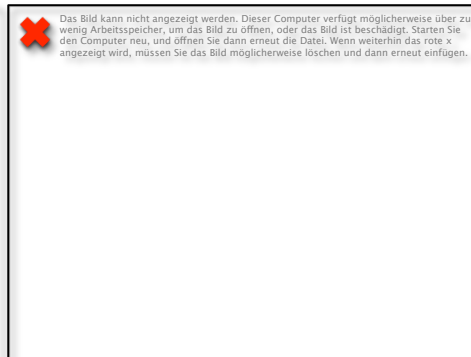 Das Bild kann nicht angezeigt werden. Dieser Computer verfügt möglicherweise über zu
wenig Arbeitsspeicher, um das Bild zu öffnen, oder das Bild ist beschädigt. Starten Sie
den Computer neu, und öffnen Sie dann erneut die Datei. Wenn weiterhin das rote x
angezeigt wird, müssen Sie das Bild möglicherweise löschen und dann erneut einfügen.